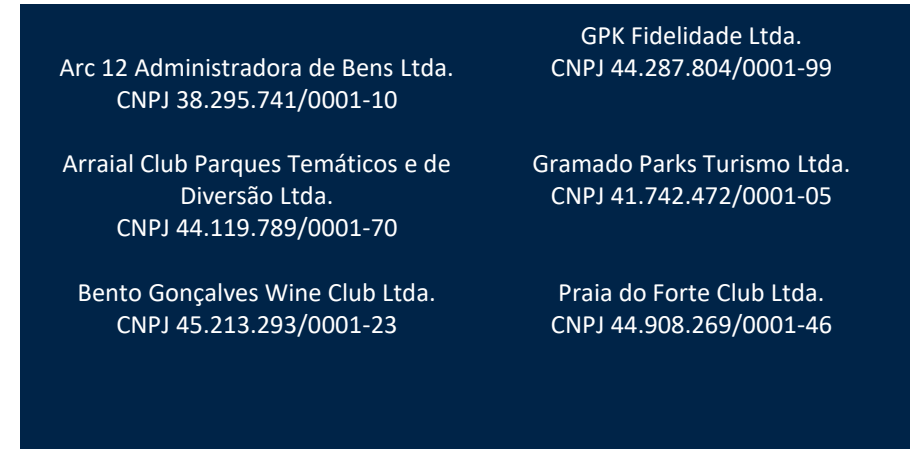 Arc 12 Administradora de Bens Ltda.
CNPJ 38.295.741/0001-10
Arraial Club Parques Temáticos e de
Diversão Ltda.
CNPJ 44.119.789/0001-70
Bento Gonçalves Wine Club Ltda.
CNPJ 45.213.293/0001-23
GPK Fidelidade Ltda.
CNPJ 44.287.804/0001-99
Gramado Parks Turismo Ltda.
CNPJ 41.742.472/0001-05
Praia do Forte Club Ltda.
CNPJ 44.908.269/0001-46